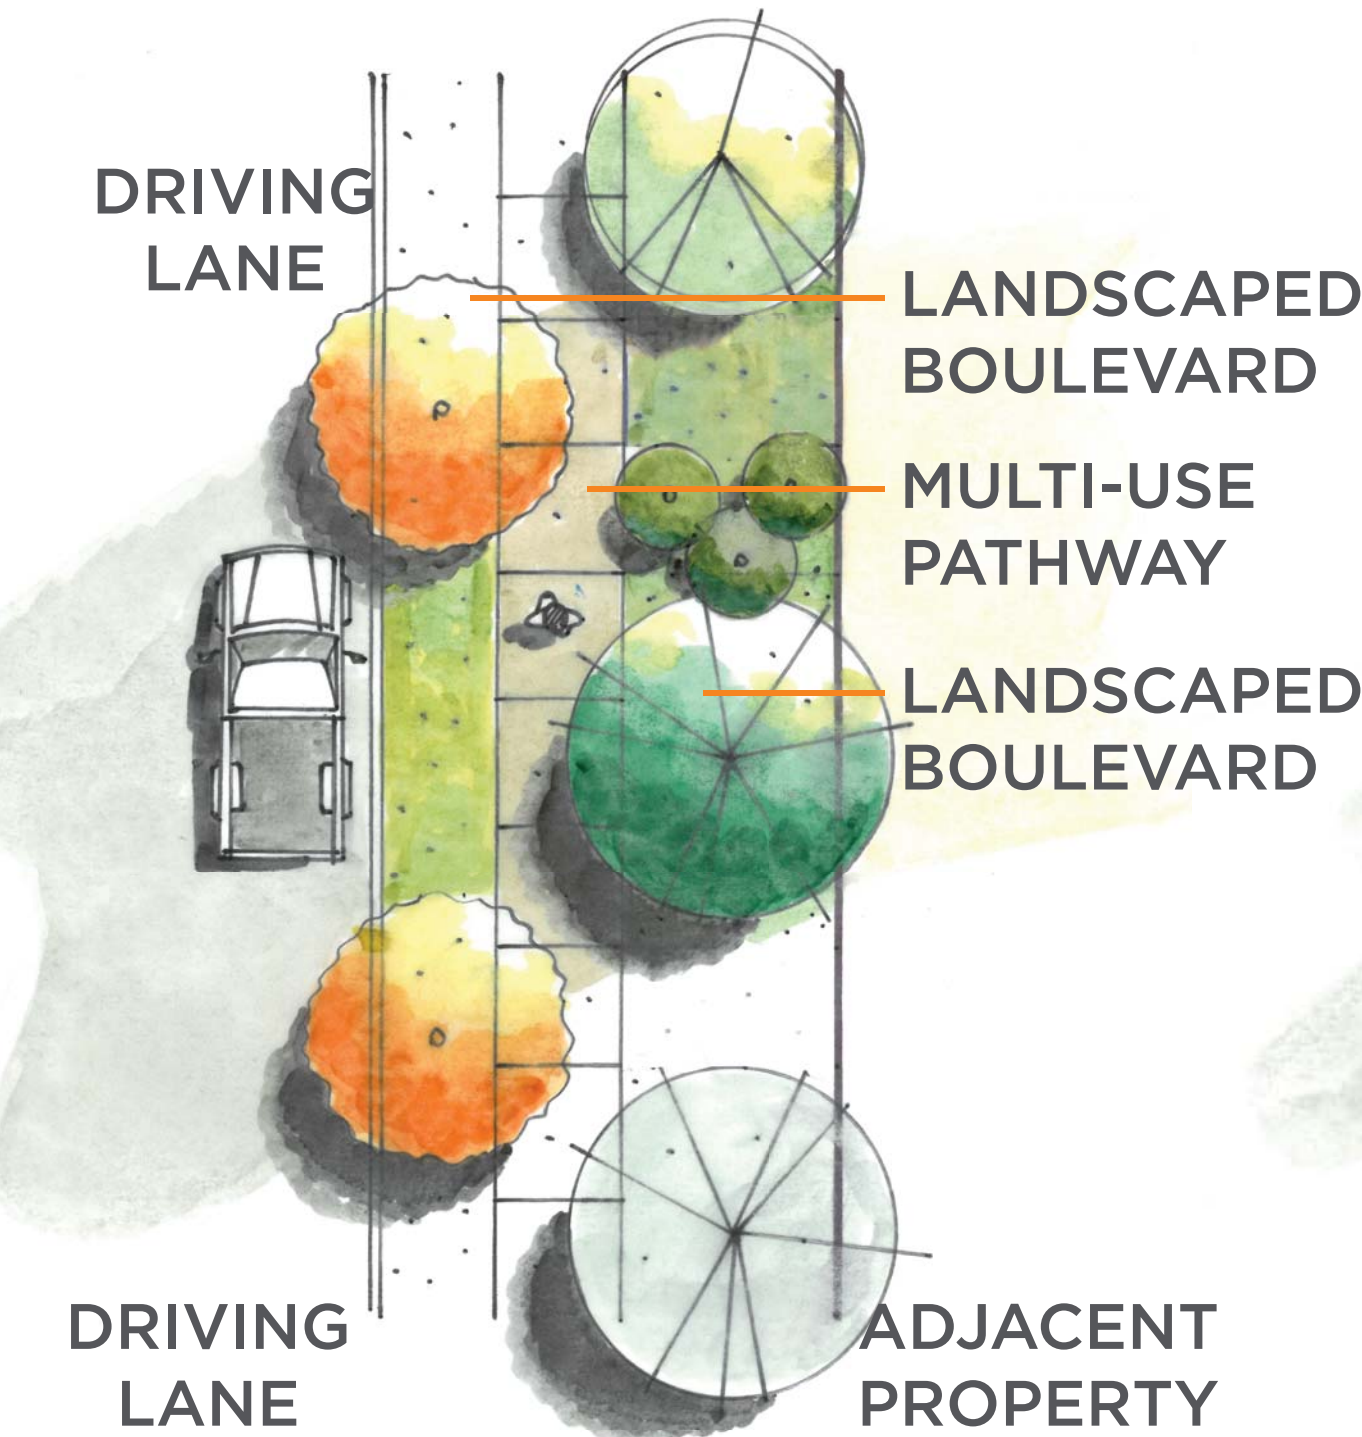 DRIVING
LANE
LANDSCAPED
BOULEVARD
MULTI-USE
PATHWAY
LANDSCAPED
BOULEVARD
DRIVING
LANE
ADJACENT
PROPERTY